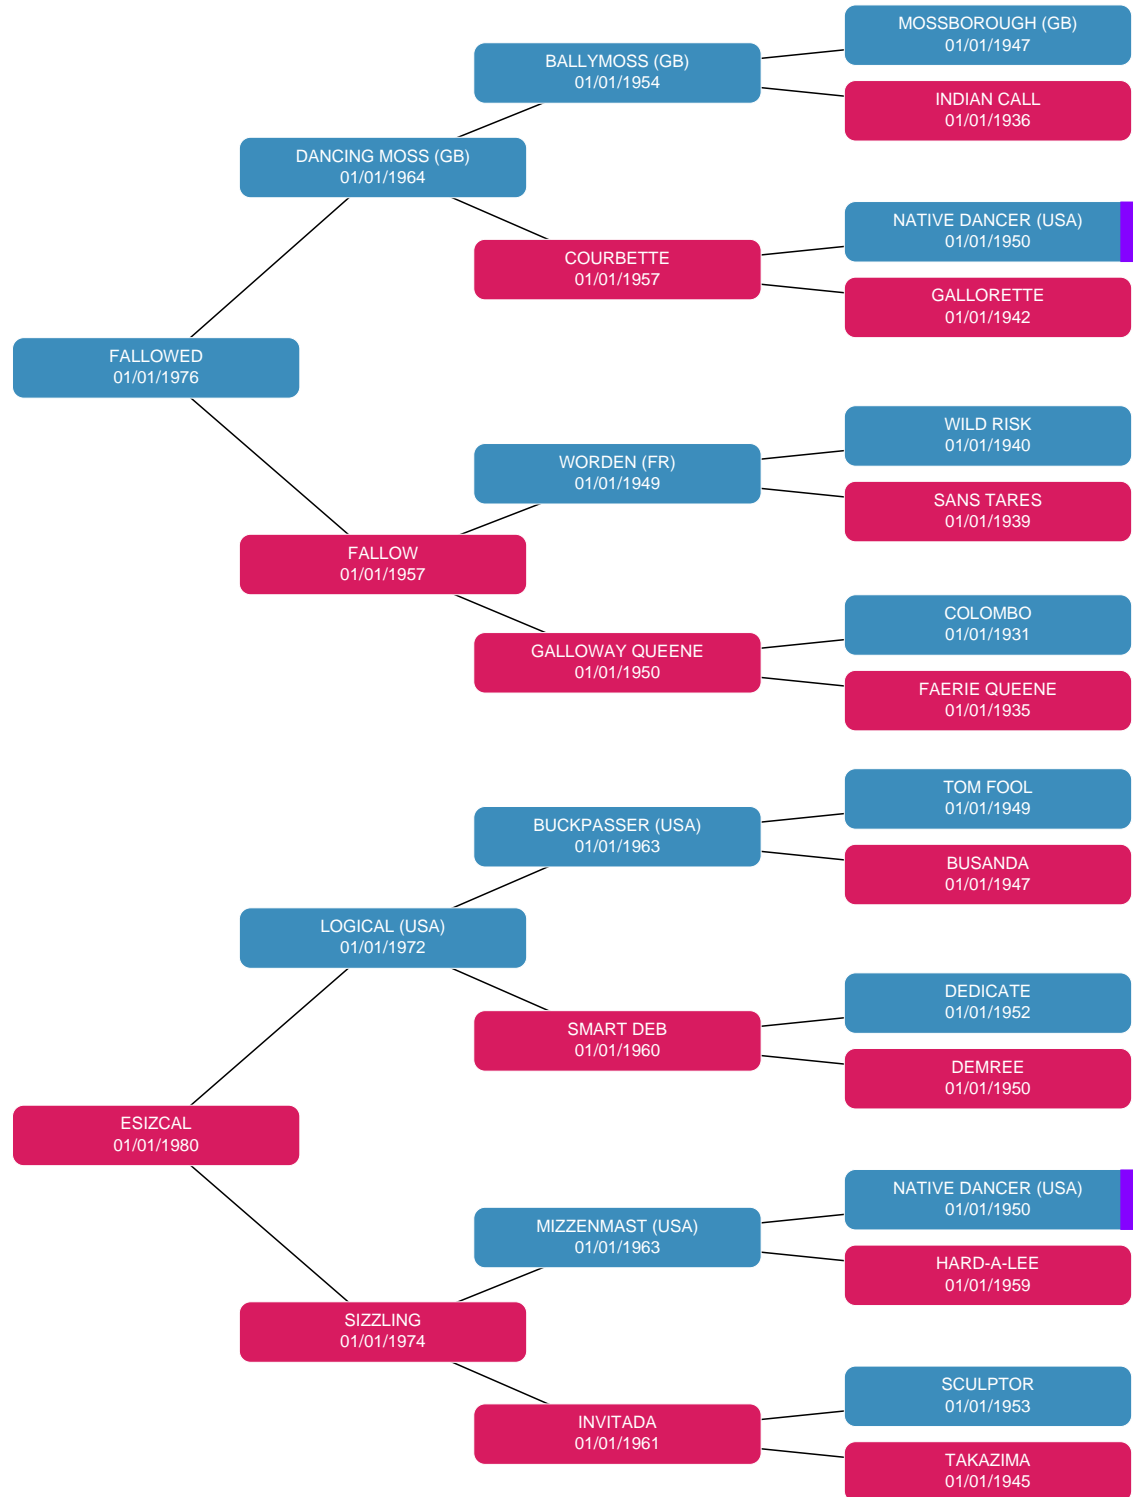 MOSSBOROUGH (GB)
01/01/1947
BALLYMOSS (GB)
01/01/1954
INDIAN CALL
01/01/1936
DANCING MOSS (GB)
01/01/1964
NATIVE DANCER (USA)
01/01/1950
COURBETTE
01/01/1957
GALLORETTE
01/01/1942
FALLOWED
01/01/1976
WILD RISK
01/01/1940
WORDEN (FR)
01/01/1949
SANS TARES
01/01/1939
FALLOW
01/01/1957
COLOMBO
01/01/1931
GALLOWAY QUEENE
01/01/1950
FAERIE QUEENE
01/01/1935
TOM FOOL
01/01/1949
BUCKPASSER (USA)
01/01/1963
BUSANDA
01/01/1947
LOGICAL (USA)
01/01/1972
DEDICATE
01/01/1952
SMART DEB
01/01/1960
DEMREE
01/01/1950
ESIZCAL
01/01/1980
NATIVE DANCER (USA)
01/01/1950
MIZZENMAST (USA)
01/01/1963
HARD-A-LEE
01/01/1959
SIZZLING
01/01/1974
SCULPTOR
01/01/1953
INVITADA
01/01/1961
TAKAZIMA
01/01/1945